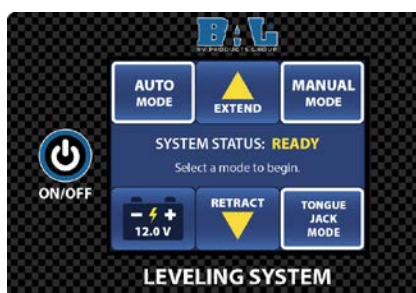 BAL
RV PRODUCTS GROUP
AUTO
MODE
EXTEND
MANUAL
MODE
SYSTEM STATUS: READY
Select a mode to begin.
ON/OFF
- +
12.0 V
RETRACT
TONGUE
JACK
MODE
LEVELING SYSTEM